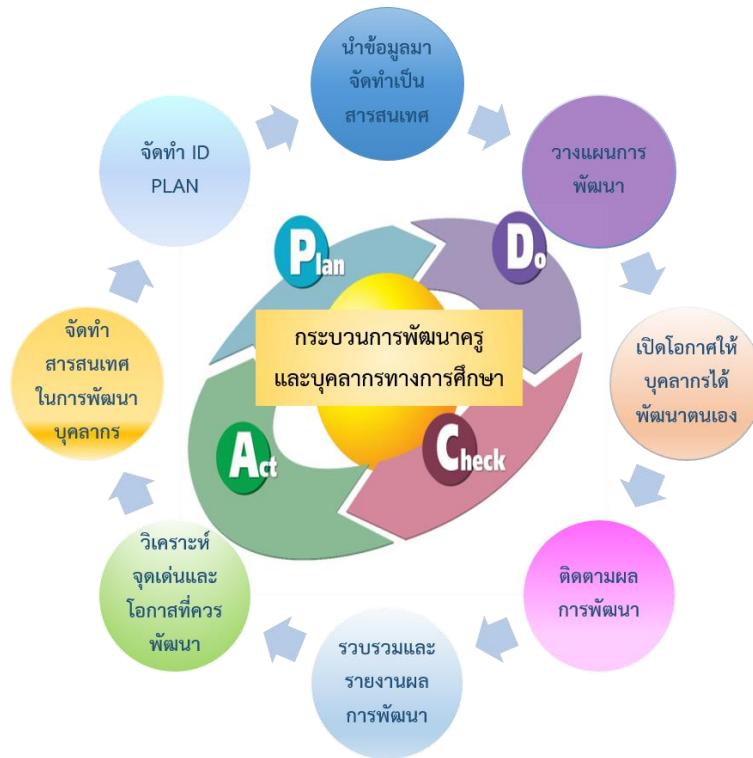 นำข้อมูลมา
จัดทำเป็น
สารสนเทศ
วางแผนการ
พัฒนา
เปิดโอกาสให้
บุคลากรได้
พัฒนาตนเอง
ติดตามผล
การพัฒนา
รวบรวมและ
รายงานผล
การพัฒนา
วิเคราะห์
จุดเด่นและ
โอกาสที่ควร
พัฒนา
จัดทำ
สารสนเทศ
ในการพัฒนา
บุคลากร
จัดทำ ID
PLAN
Plan
Do
กระบวนการพัฒนาครู
และบุคลากรทางการศึกษา
Act
Check